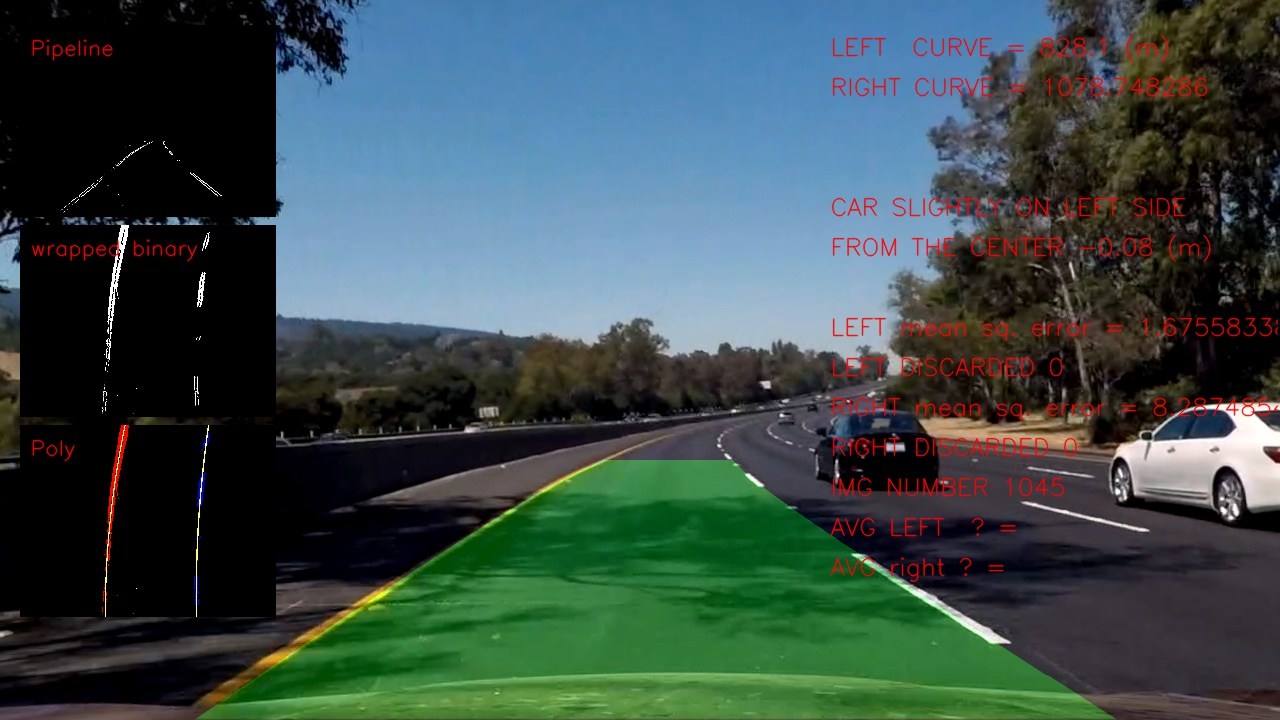 Pipeline
wrapped binary
Poly
LEFT CURVE = 828.1 (m)
RIGHT CURVE = 1078.748286
CAR SLIGHTLY ON LEFT SIDE
FROM THE CENTER -0.08 (m)
LEFT mean sq. error = 1.6755833
LEFT DISCARDED 0
RIGHT mean sq. error = 8.287485
RIGHT DISCARDED 0
IMG NUMBER 1045
AVG LEFT ? =
AVG right ? =